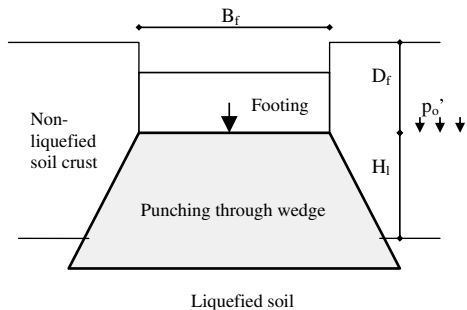 B_f
D_f
Footing
p_o'
Non-
liquefied
soil crust
H_l
Punching through wedge
Liquefied soil